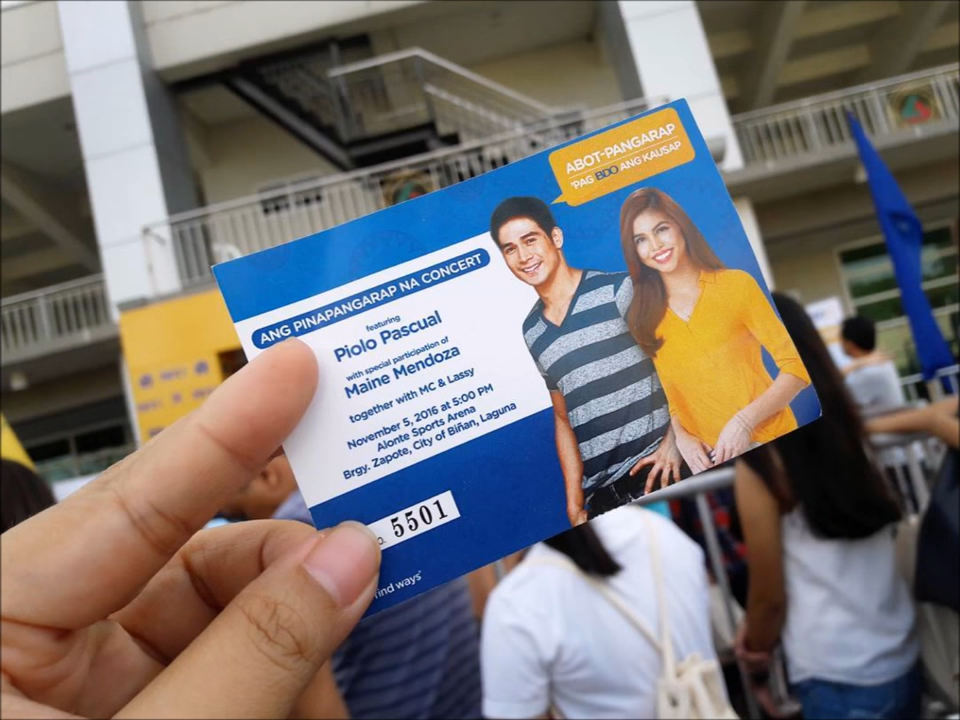 ABOT-PANGARAP
'PAG BDO ANG KAUSAP
ANG PINAPANGARAP NA CONCERT
featuring
Piolo Pascual
with special participation of
Maine Mendoza
together with MC & Lassy
November 5, 2016 at 5:00 PM
Alonte Sports Arena
Brgy. Zapote, City of Biñan, Laguna
5501
find ways